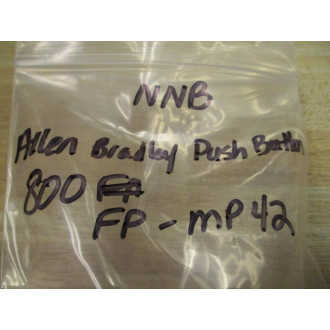 NNB
Allen Bradley Push Button
800 FA
FP - MP42